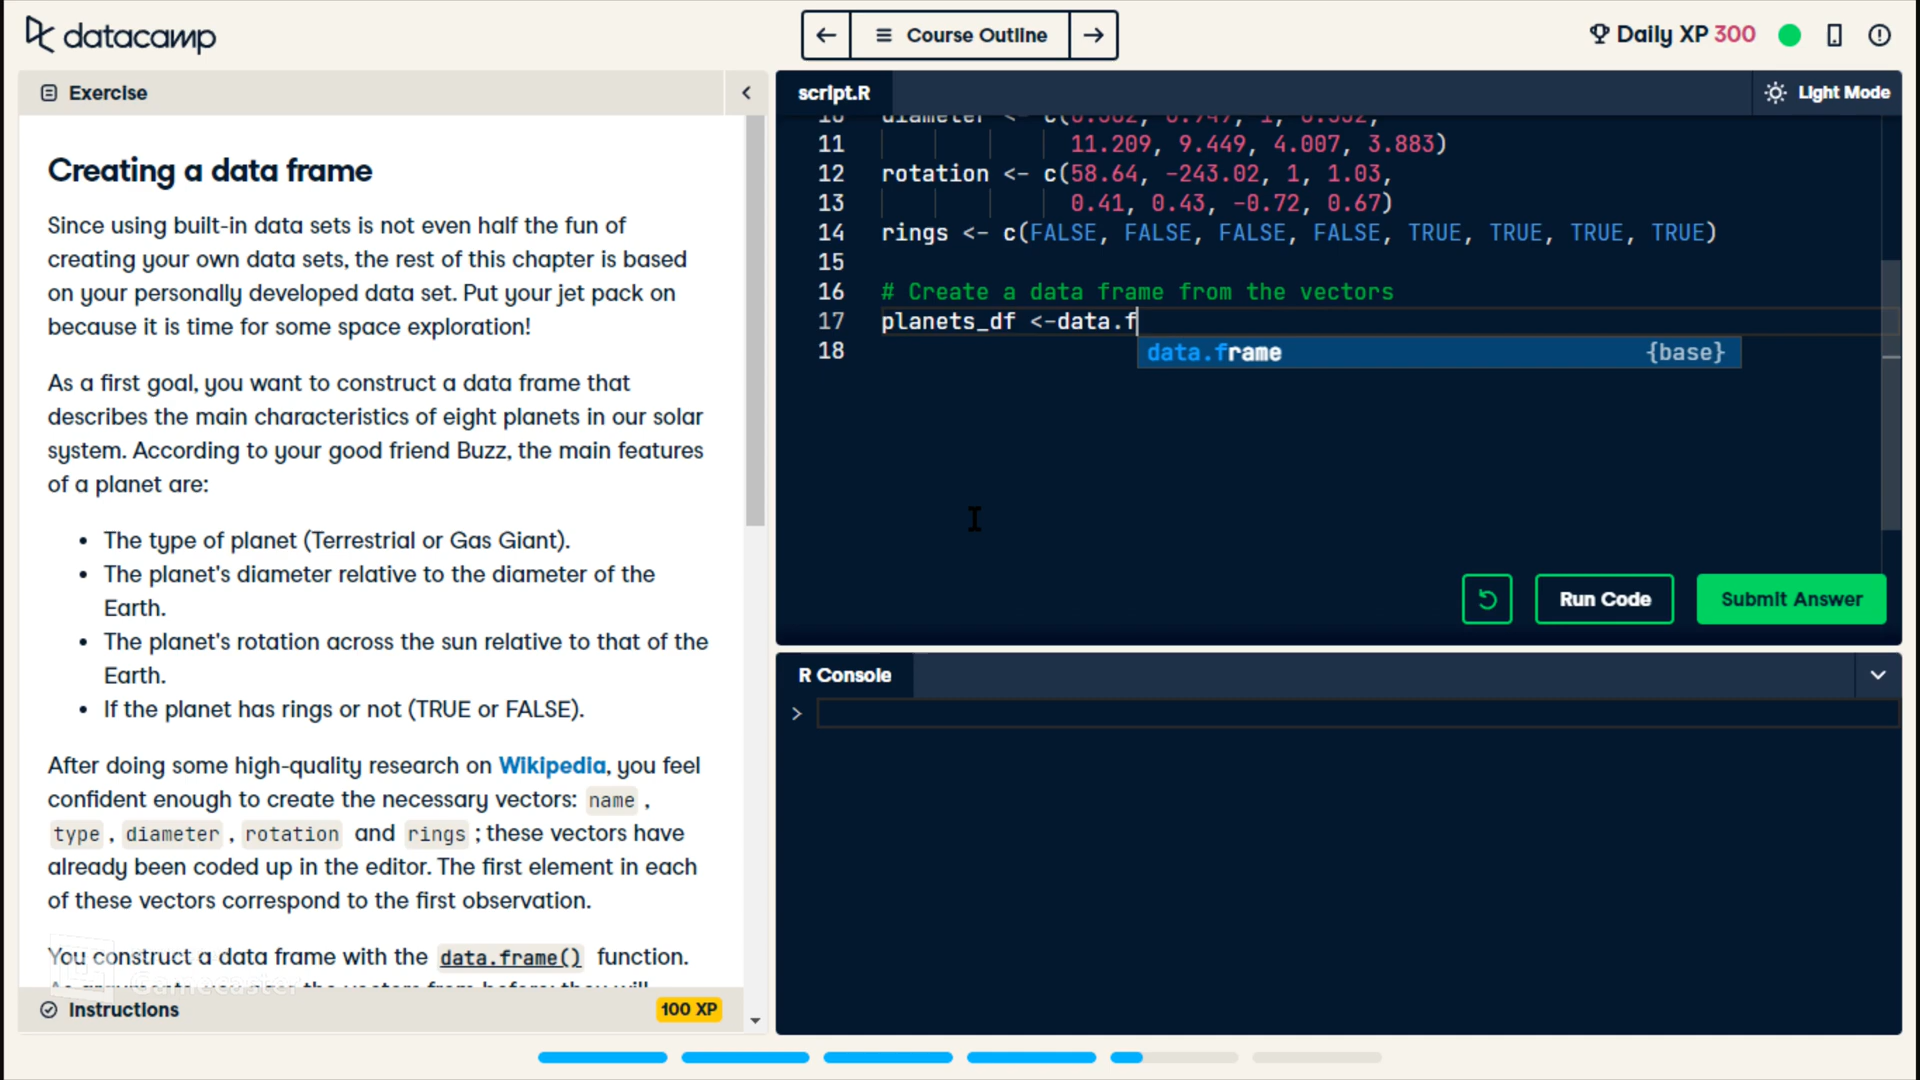 datacamp
Course Outline
Daily XP 300
Exercise
script.R
Light Mode
Creating a data frame
Since using built-in data sets is not even half the fun of
creating your own data sets, the rest of this chapter is based
on your personally developed data set. Put your jet pack on
because it is time for some space exploration!
As a first goal, you want to construct a data frame that
describes the main characteristics of eight planets in our solar
system. According to your good friend Buzz, the main features
of a planet are:
• The type of planet (Terrestrial or Gas Giant).
• The planet's diameter relative to the diameter of the
Earth.
• The planet's rotation across the sun relative to that of the
Earth.
• If the planet has rings or not (TRUE or FALSE).
After doing some high-quality research on Wikipedia, you feel
confident enough to create the necessary vectors: name ,
type , diameter , rotation and rings ; these vectors have
already been coded up in the editor. The first element in each
of these vectors correspond to the first observation.
You construct a data frame with the data.frame() function.
Instructions
100 XP
10 diameter <- c(0.382, 0.949, 1, 0.532,
11 11.209, 9.449, 4.007, 3.883)
12 rotation <- c(58.64, -243.02, 1, 1.03,
13 0.41, 0.43, -0.72, 0.67)
14 rings <- c(FALSE, FALSE, FALSE, FALSE, TRUE, TRUE, TRUE, TRUE)
15
16 # Create a data frame from the vectors
17 planets_df <-data.f
data.frame {base}
18
Run Code
Submit Answer
R Console
>